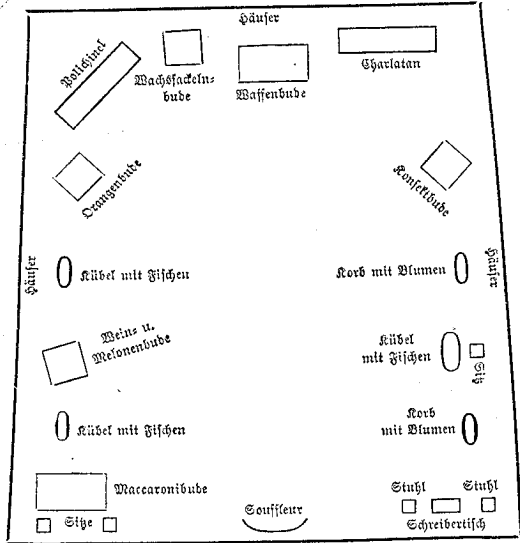 Häuser
Polichinel
Wachsfackeln-
bude
Waffenbude
Charlatan
Orangenbude
Konfektbude
Häuser
Kübel mit Fischen
Korb mit Blumen
Häuser
Wein- u.
Melonenbude
Kübel
mit Fischen
Sitz
Kübel mit Fischen
Korb
mit Blumen
Maccaronibude
Sitze
Souffleur
Stuhl
Stuhl
Schreibertisch